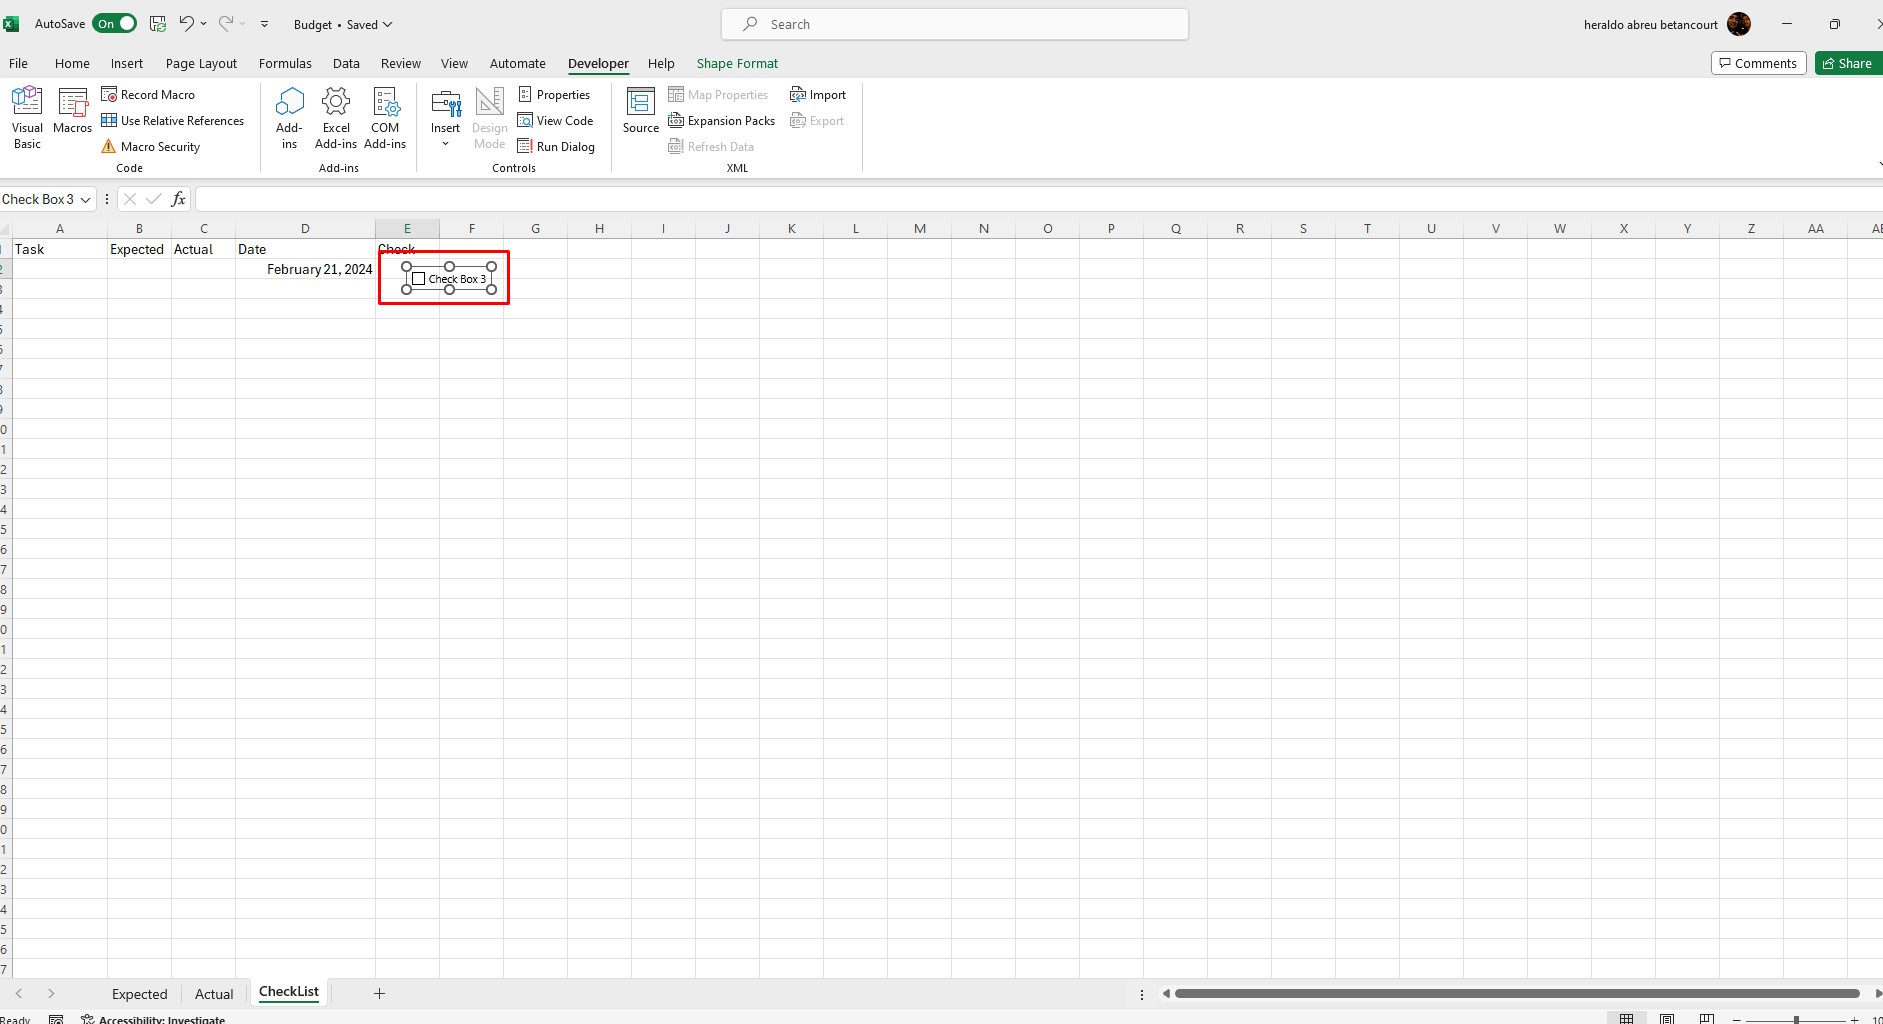 AutoSave On Budget • Saved Search heraldo abreu betancourt
File Home Insert Page Layout Formulas Data Review View Automate Developer Help Shape Format Comments Share
Visual Basic
Macros
Record Macro
Use Relative References
Macro Security
Code
Add-ins
Excel Add-ins
COM Add-ins
Add-ins
Insert
Design Mode
Properties
View Code
Run Dialog
Controls
Source
Map Properties
Expansion Packs
Refresh Data
Import
Export
XML
Check Box 3 fx
A B C D E F G H I J K L M N O P Q R S T U V W X Y Z AA
Task Expected Actual Date Check
2 February 21, 2024
Check Box 3
3
4
5
6
7
8
9
0
1
2
3
4
5
6
7
8
9
0
1
2
3
4
5
6
7
8
9
0
1
2
3
4
5
6
7
Expected Actual CheckList +
Ready Accessibility: Investigate